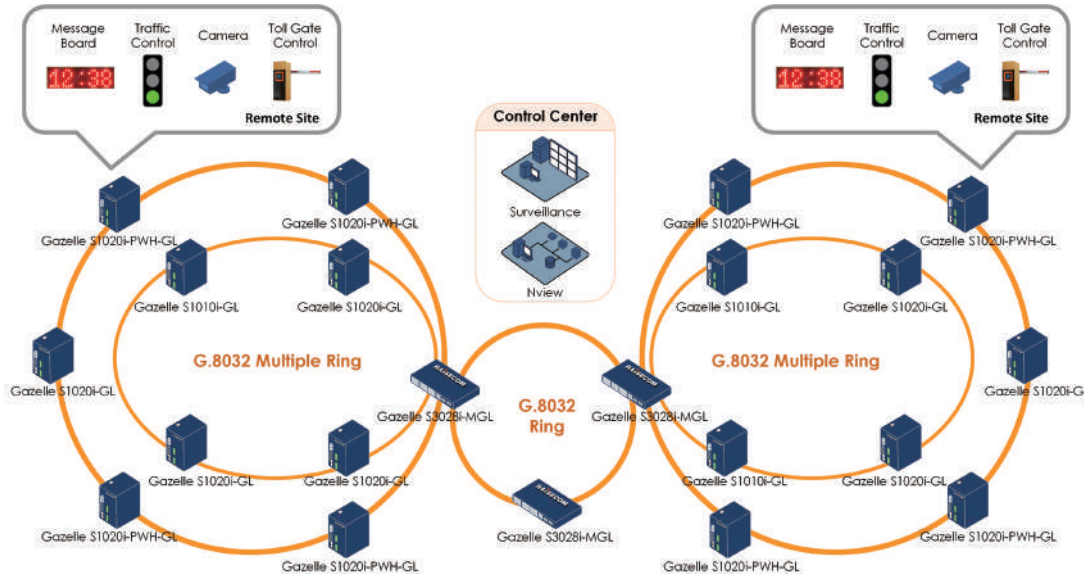 Message
Board
Traffic
Control
Camera
Toll Gate
Control
12:38
Remote Site
Message
Board
Traffic
Control
Camera
Toll Gate
Control
12:38
Remote Site
Control Center
Surveillance
Nview
Gazelle S1020i-PWH-GL
Gazelle S1020i-PWH-GL
Gazelle S1010i-GL
Gazelle S1020i-GL
G.8032 Multiple Ring
Gazelle S1020i-GL
RAISECOM
Gazelle S3028i-MGL
Gazelle S1020i-GL
Gazelle S1020i-GL
Gazelle S1020i-PWH-GL
Gazelle S1020i-PWH-GL
G.8032
Ring
RAISECOM
Gazelle S3028i-MGL
Gazelle S1020i-PWH-GL
Gazelle S1020i-PWH-GL
Gazelle S1010i-GL
Gazelle S1020i-GL
G.8032 Multiple Ring
RAISECOM
Gazelle S3028i-MGL
Gazelle S1020i-G
Gazelle S1010i-GL
Gazelle S1020i-GL
Gazelle S1020i-PWH-GL
Gazelle S1020i-PWH-GL